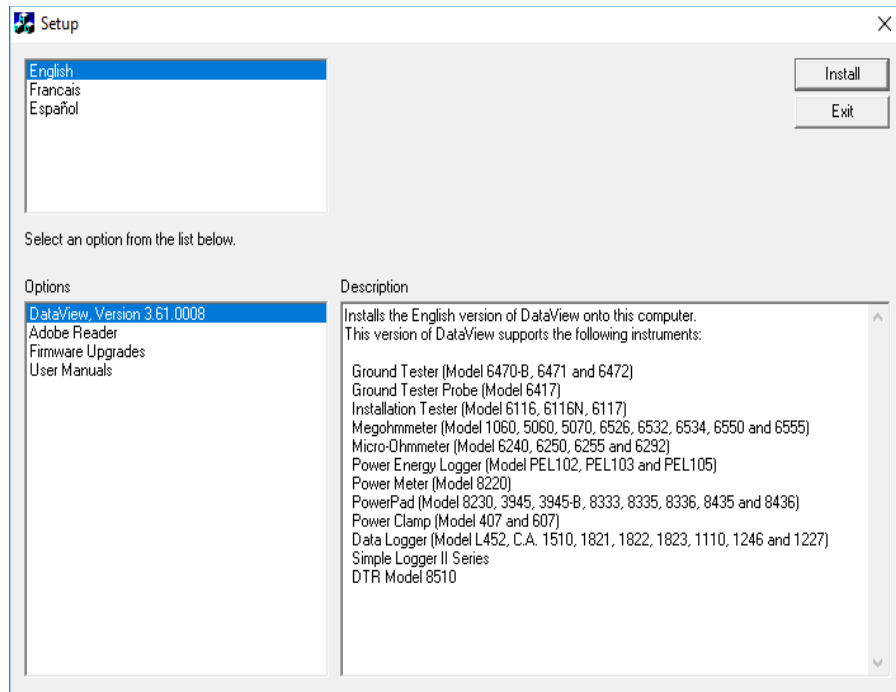 Setup
English
Francais
Español
Install
Exit
Select an option from the list below.
Options
DataView, Version 3.61.0008
Adobe Reader
Firmware Upgrades
User Manuals
Description
Installs the English version of DataView onto this computer.
This version of DataView supports the following instruments:
Ground Tester (Model 6470-B, 6471 and 6472)
Ground Tester Probe (Model 6417)
Installation Tester (Model 6116, 6116N, 6117)
Megohmmeter (Model 1060, 5060, 5070, 6526, 6532, 6534, 6550 and 6555)
Micro-Ohmmeter (Model 6240, 6250, 6255 and 6292)
Power Energy Logger (Model PEL102, PEL103 and PEL105)
Power Meter (Model 8220)
PowerPad (Model 8230, 3945, 3945-B, 8333, 8335, 8336, 8435 and 8436)
Power Clamp (Model 407 and 607)
Data Logger (Model L452, C.A. 1510, 1821, 1822, 1823, 1110, 1246 and 1227)
Simple Logger II Series
DTR Model 8510